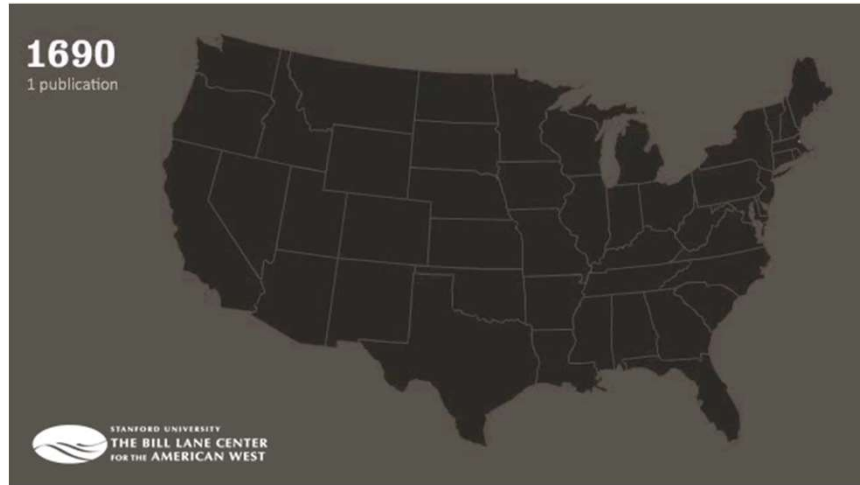 1690
1 publication
STANFORD UNIVERSITY
THE BILL LANE CENTER
FOR THE AMERICAN WEST